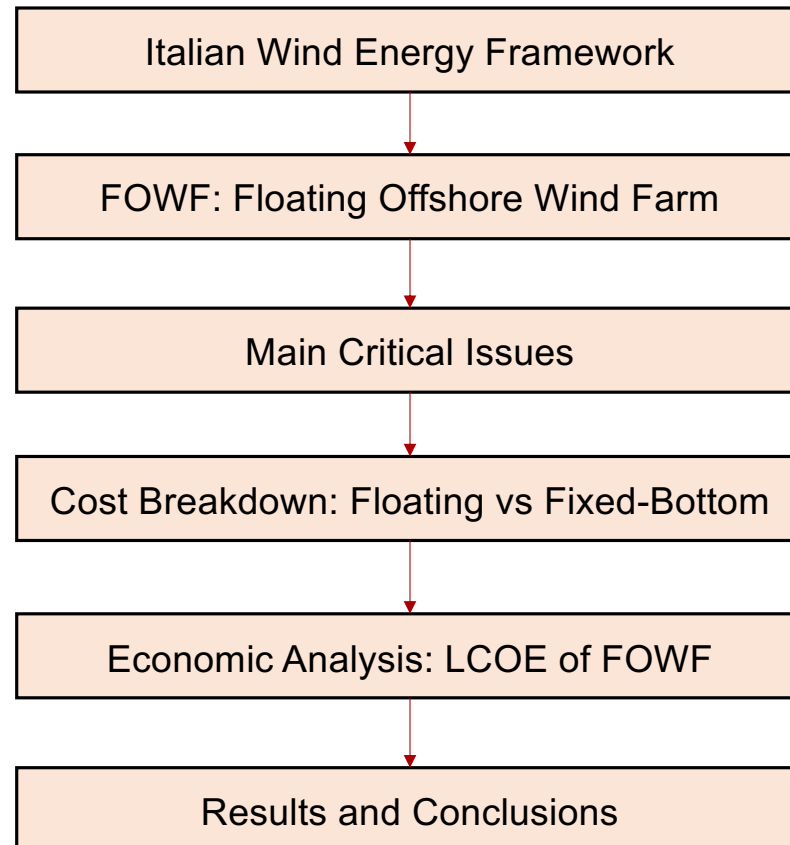 Italian Wind Energy Framework
FOWF: Floating Offshore Wind Farm
Main Critical Issues
Cost Breakdown: Floating vs Fixed-Bottom
Economic Analysis: LCOE of FOWF
Results and Conclusions